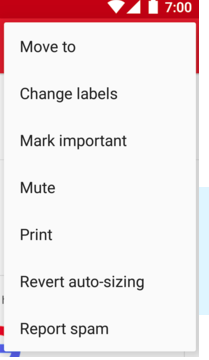 7:00
Move to
Change labels
Mark important
Mute
Print
Revert auto-sizing
Report spam